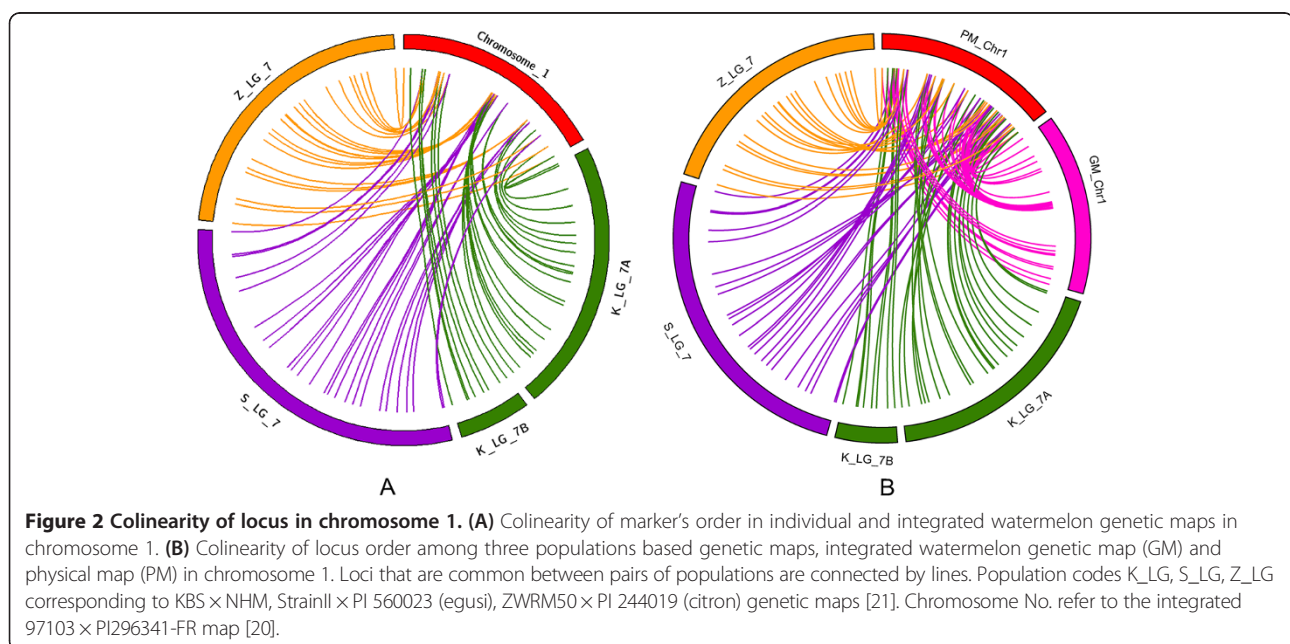 Z_LG_7
Chromosome_1
K_LG_7A
K_LG_7B
S_LG_7
A
Z_LG_7
PM_Chr1
GM_Chr1
K_LG_7A
K_LG_7B
S_LG_7
B
Figure 2 Colinearity of locus in chromosome 1. (A) Colinearity of marker's order in individual and integrated watermelon genetic maps in
chromosome 1. (B) Colinearity of locus order among three populations based genetic maps, integrated watermelon genetic map (GM) and
physical map (PM) in chromosome 1. Loci that are common between pairs of populations are connected by lines. Population codes K_LG, S_LG, Z_LG
corresponding to KBS × NHM, StrainII × PI 560023 (egusi), ZWRM50 × PI 244019 (citron) genetic maps [21]. Chromosome No. refer to the integrated
97103 × PI296341-FR map [20].